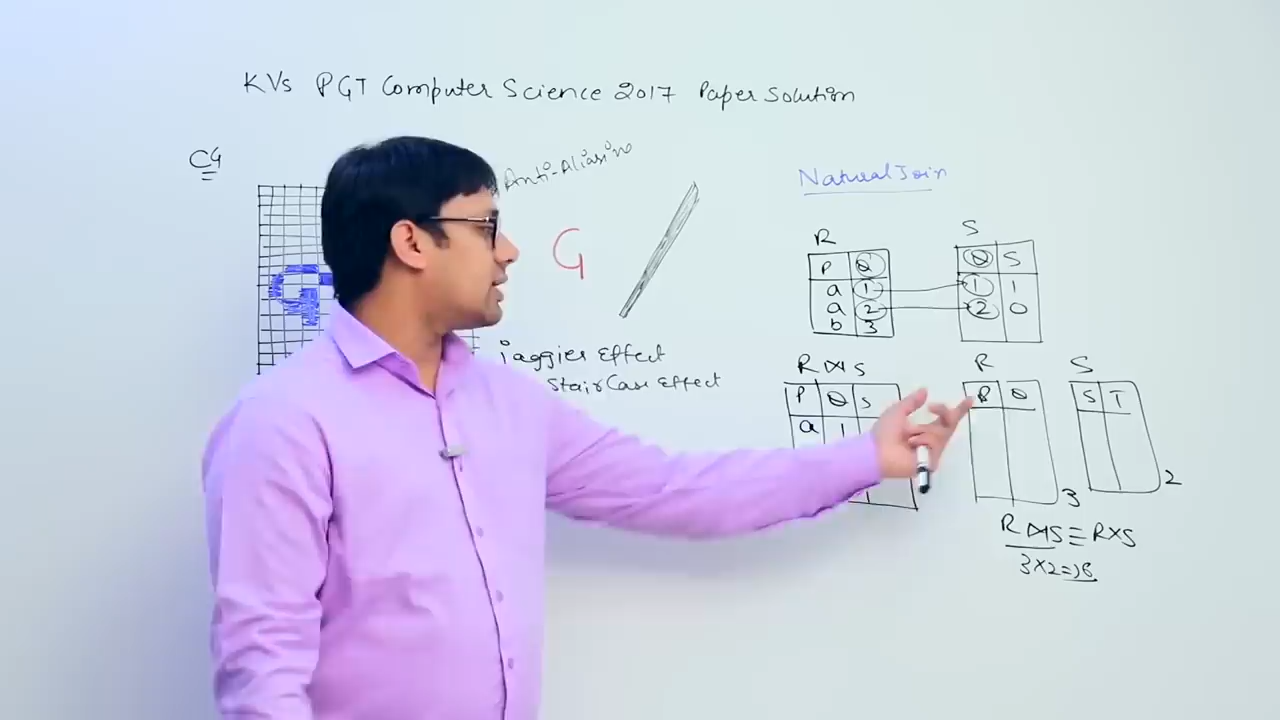 KVs PGT Computer Science 2017 Paper Solution
CG
Anti-Aliasing
G
G
jaggies Effect
StairCase Effect
Natural Join
R
P Q
a 1
a 2
b 3
S
Q S
1 1
2 0
R⋈S
P Q S
a 1
1
R
P Q
3
S
S T
2
R⋈S ≡ R×S
3×2=